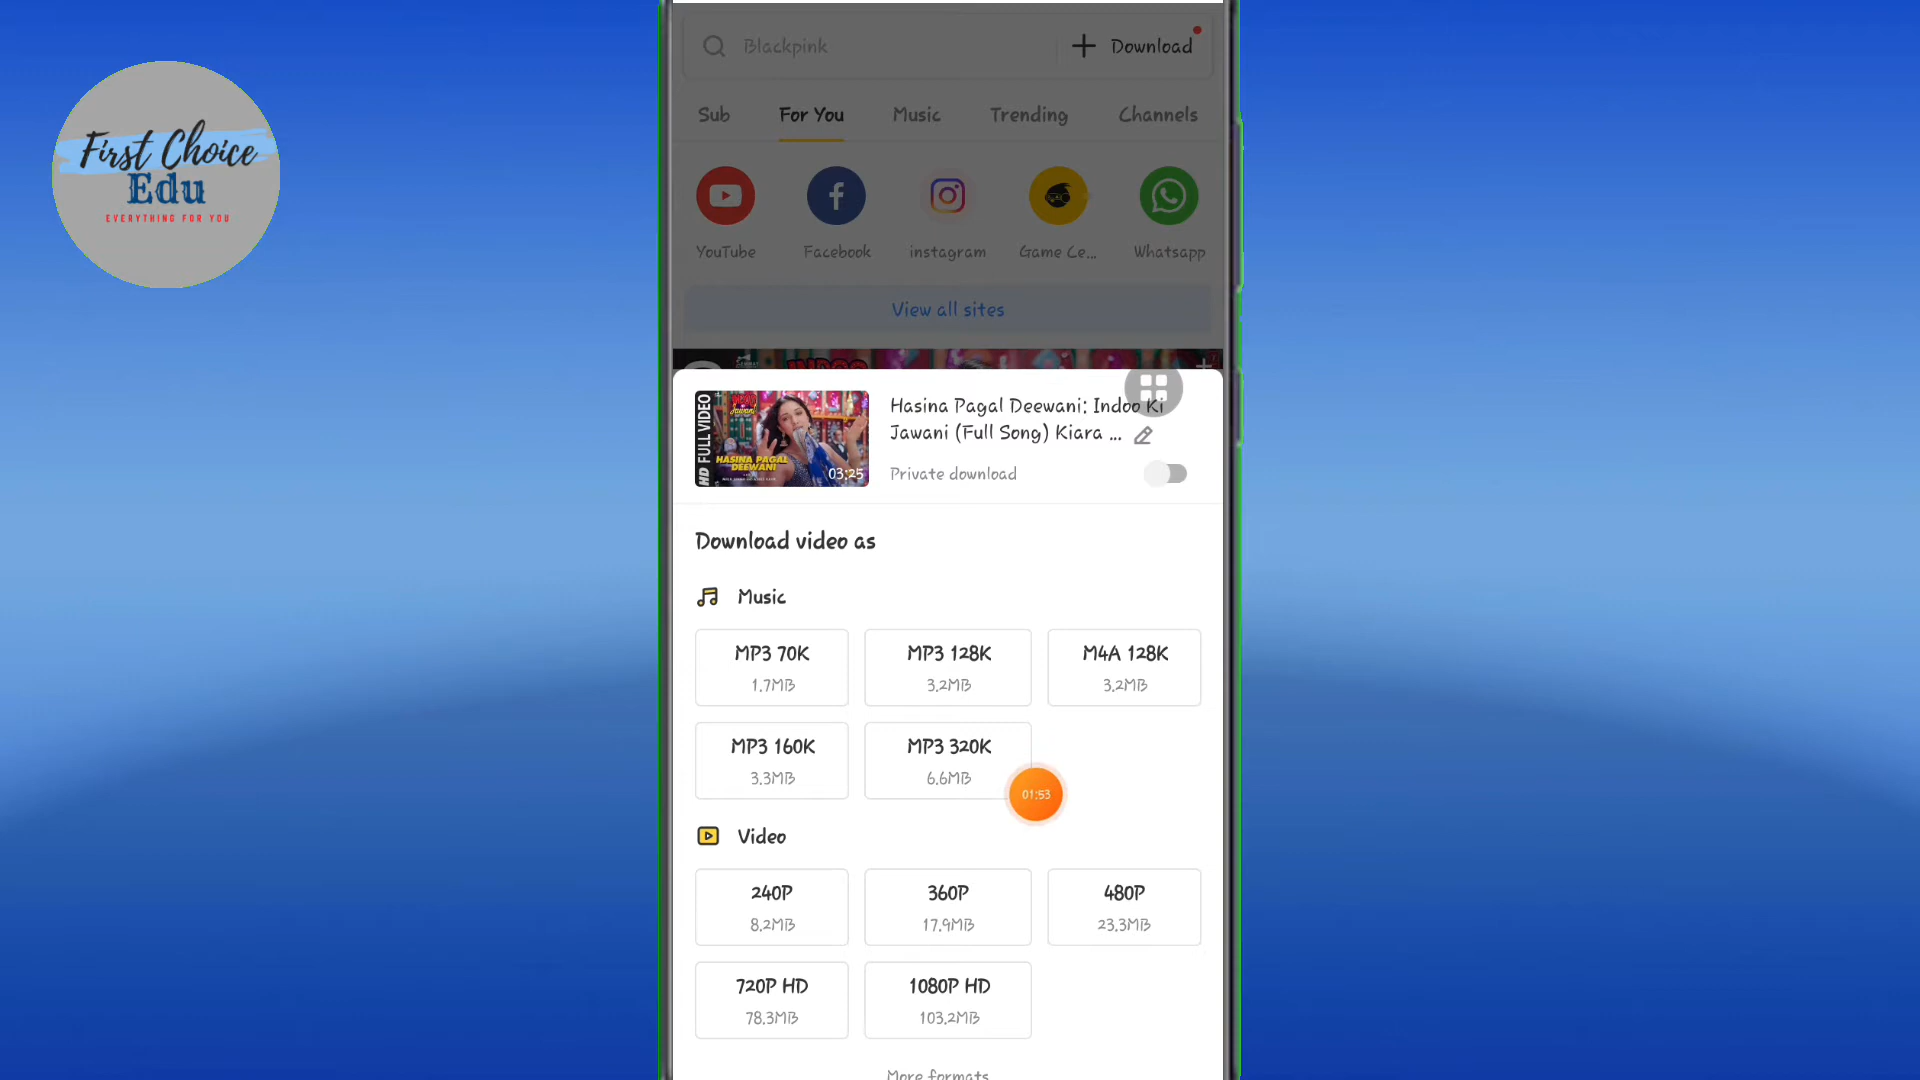 First Choice
Edu
EVERYTHING FOR YOU
Blackpink
Download
Sub
For You
Music
Trending
Channels
YouTube
Facebook
instagram
Game Ce...
Whatsapp
View all sites
HD FULL VIDEO
HASINA PAGAL
DEEWANI
03:25
Hasina Pagal Deewani: Indoo Ki
Jawani (Full Song) Kiara ...
Private download
Download video as
Music
MP3 70K
1.7MB
MP3 128K
3.2MB
M4A 128K
3.2MB
MP3 160K
3.3MB
MP3 320K
6.6MB
01:53
Video
240P
8.2MB
360P
17.9MB
480P
23.3MB
720P HD
78.3MB
1080P HD
103.2MB
More formats